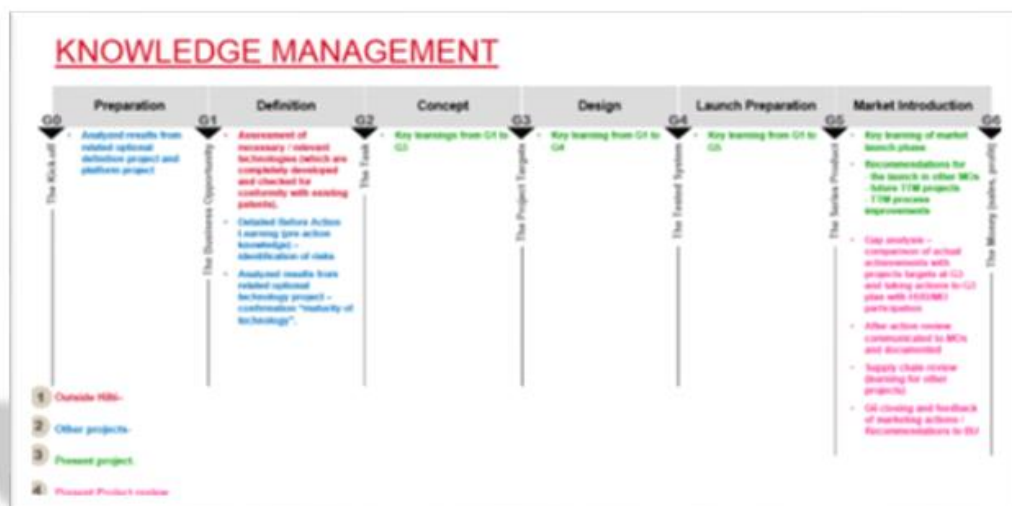 KNOWLEDGE MANAGEMENT
Preparation
Definition
Concept
Design
Launch Preparation
Market Introduction
G0
G1
G2
G3
G4
G5
G6
The Kick-off
The Business Opportunity
The Task
The Project Targets
The Tested System
The Series Product
The Money (sales, profit)
• Analyzed results from
related optional
definition project and
platform project
• Assessment of
necessary / relevant
technologies (which are
completely developed
and checked for
conformity with existing
patents).
• Detailed Before Action
Learning (pre action
knowledge) –
identification of risks
• Analyzed results from
related optional
technology project –
confirmation "maturity of
technology".
• Key learnings from G1 to
G3
• Key learning from G1 to
G4
• Key learning from G1 to
G5
• Key learning of market
launch phase
• Recommendations for
- the launch in other MOs
- future TTM projects
- TTM process
improvements
• Gap analysis –
comparison of actual
achievements with
projects targets at G3
and taking actions to G3
plan with
participation
• After action review
communicated to MOs
and documented
• Supply chain review
(learning for other
projects)
• G6 closing and feedback
of marketing actions /
Recommendations to BU
1 Outside Hilti-
2 Other projects-
3 Present project
4 Present Project review